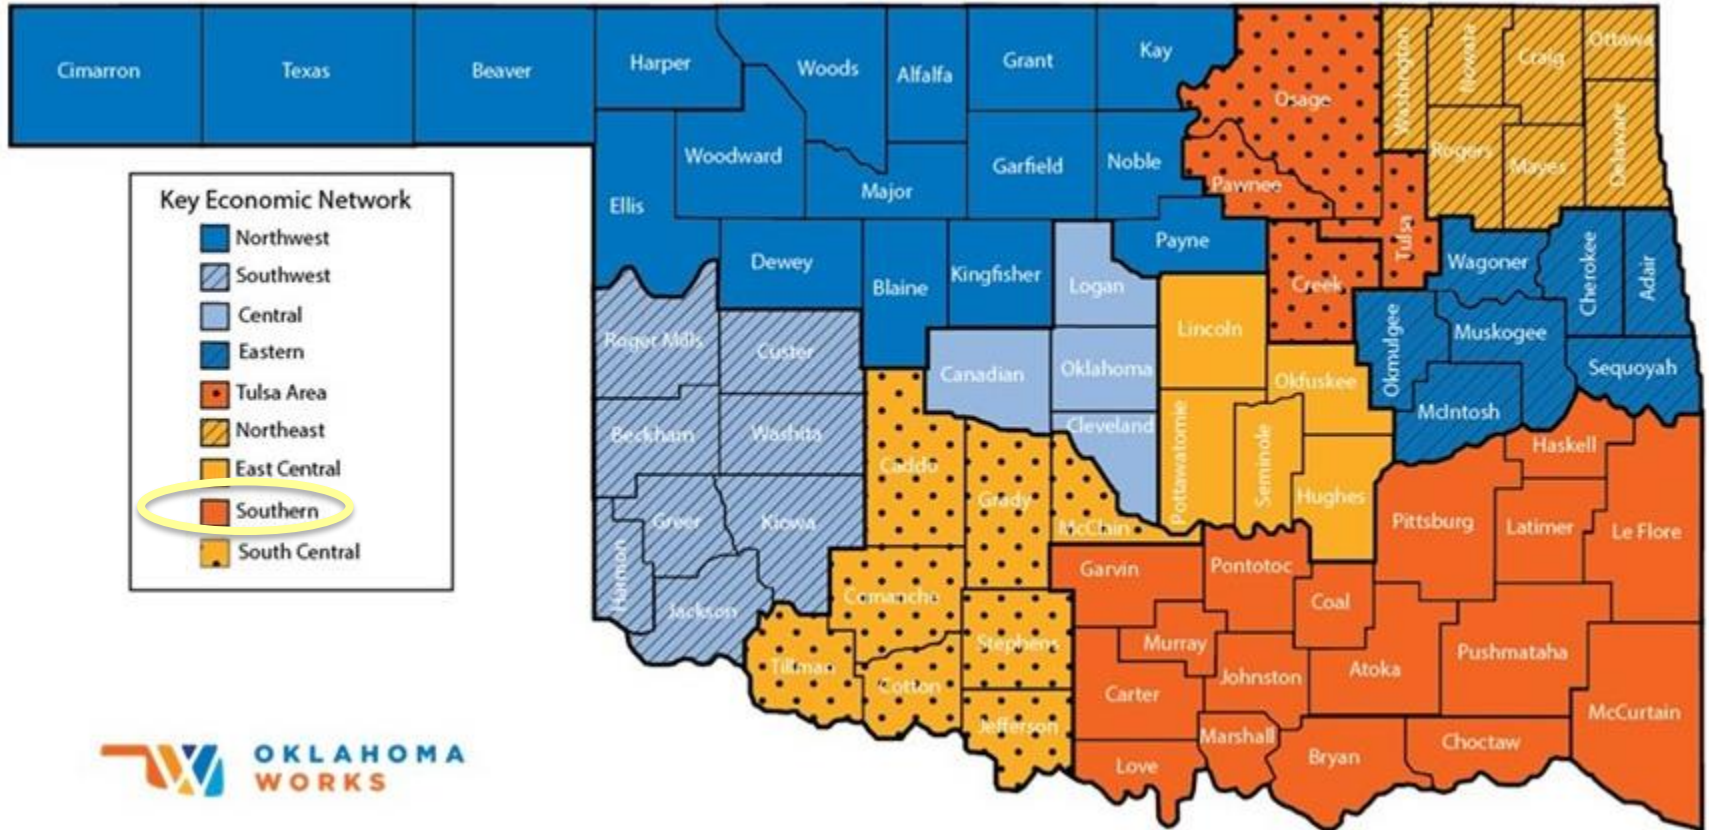 Cimarron
Texas
Beaver
Harper
Woods
Alfalfa
Grant
Kay
Osage
Washington
Nowata
Craig
Ottawa
Ellis
Woodward
Major
Garfield
Noble
Pawnee
Rogers
Mayes
Delaware
Key Economic Network
Northwest
Southwest
Central
Eastern
Tulsa Area
Northeast
East Central
Southern
South Central
Dewey
Blaine
Kingfisher
Logan
Payne
Creek
Tulsa
Wagoner
Cherokee
Adair
Roger Mills
Custer
Canadian
Oklahoma
Lincoln
Okfuskee
Okmulgee
Muskogee
Sequoyah
Beckham
Washita
Caddo
Grady
Cleveland
Pottawatomie
Seminole
Hughes
McIntosh
Haskell
Greer
Kiowa
McClain
Pittsburg
Latimer
Le Flore
Harmon
Jackson
Comanche
Garvin
Pontotoc
Coal
Tillman
Cotton
Stephens
Murray
Johnston
Atoka
Pushmataha
Jefferson
Carter
Marshall
Bryan
Choctaw
McCurtain
Love
OKLAHOMA
WORKS